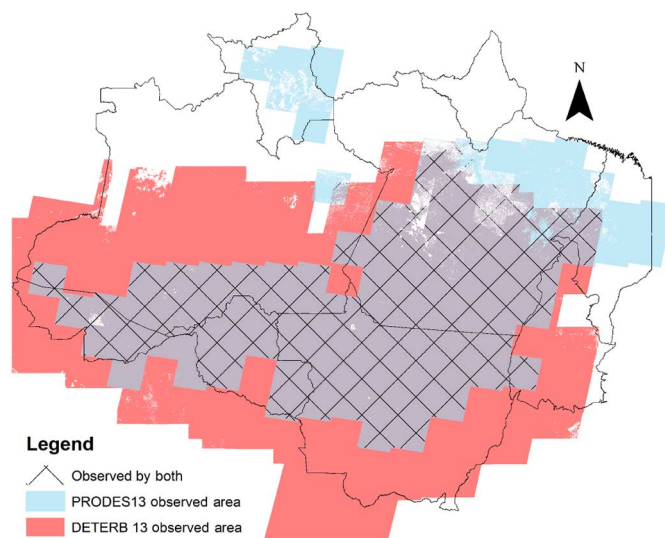 N
Legend
Observed by both
PRODES13 observed area
DETERB 13 observed area